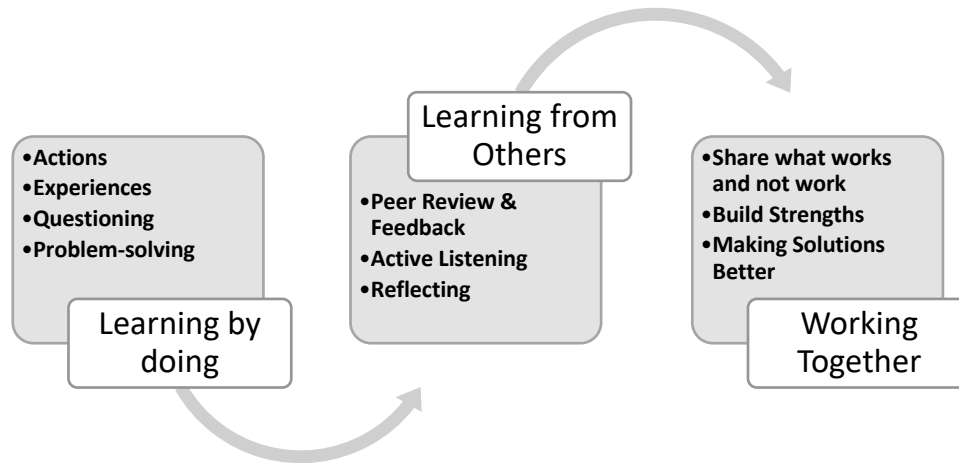 •Actions
•Experiences
•Questioning
•Problem-solving
Learning by
doing
Learning from
Others
•Peer Review &
Feedback
•Active Listening
•Reflecting
•Share what works
and not work
•Build Strengths
•Making Solutions
Better
Working
Together